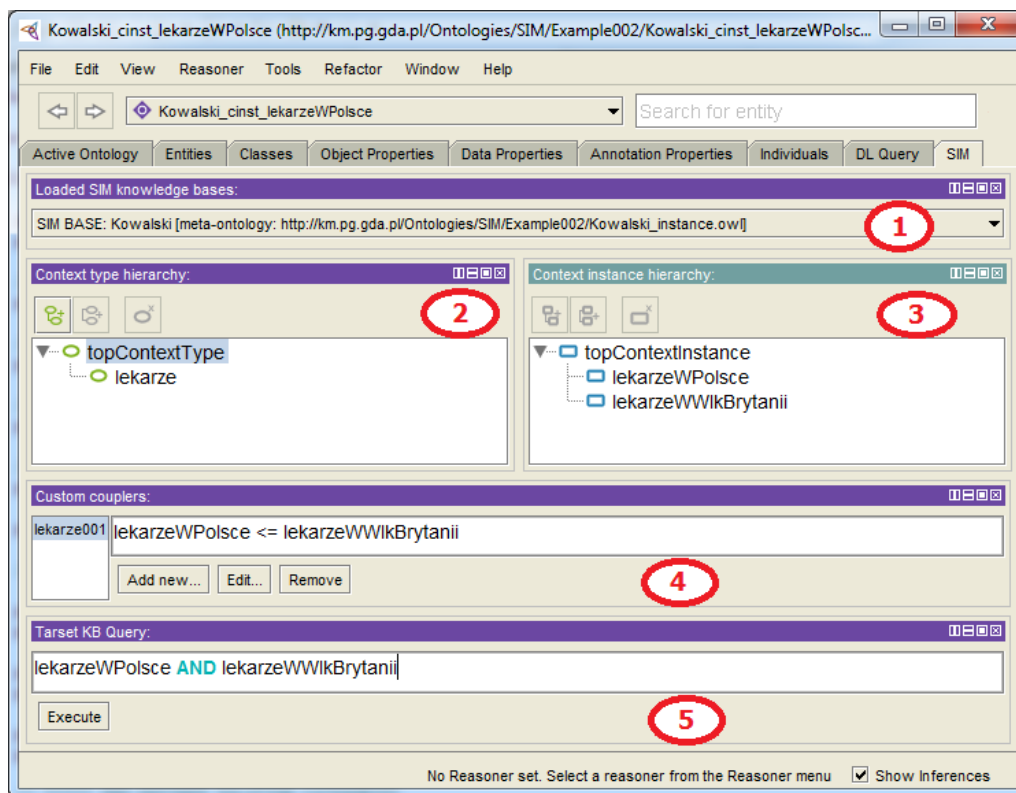 Kowalski_cinst_lekarzeWPolsce (http://km.pg.gda.pl/Ontologies/SIM/Example002/Kowalski_cinst_lekarzeWPolsc...
File Edit View Reasoner Tools Refactor Window Help
Kowalski_cinst_lekarzeWPolsce Search for entity
Active Ontology Entities Classes Object Properties Data Properties Annotation Properties Individuals DL Query SIM
Loaded SIM knowledge bases:
SIM BASE: Kowalski [meta-ontology: http://km.pg.gda.pl/Ontologies/SIM/Example002/Kowalski_instance.owl]
1
Context type hierarchy:
2
topContextType
lekarze
Context instance hierarchy:
3
topContextInstance
lekarzeWPolsce
lekarzeWWlkBrytanii
Custom couplers:
lekarze001 lekarzeWPolsce <= lekarzeWWlkBrytanii
Add new... Edit... Remove
4
Tarset KB Query:
lekarzeWPolsce AND lekarzeWWlkBrytanii
Execute
5
No Reasoner set. Select a reasoner from the Reasoner menu Show Inferences